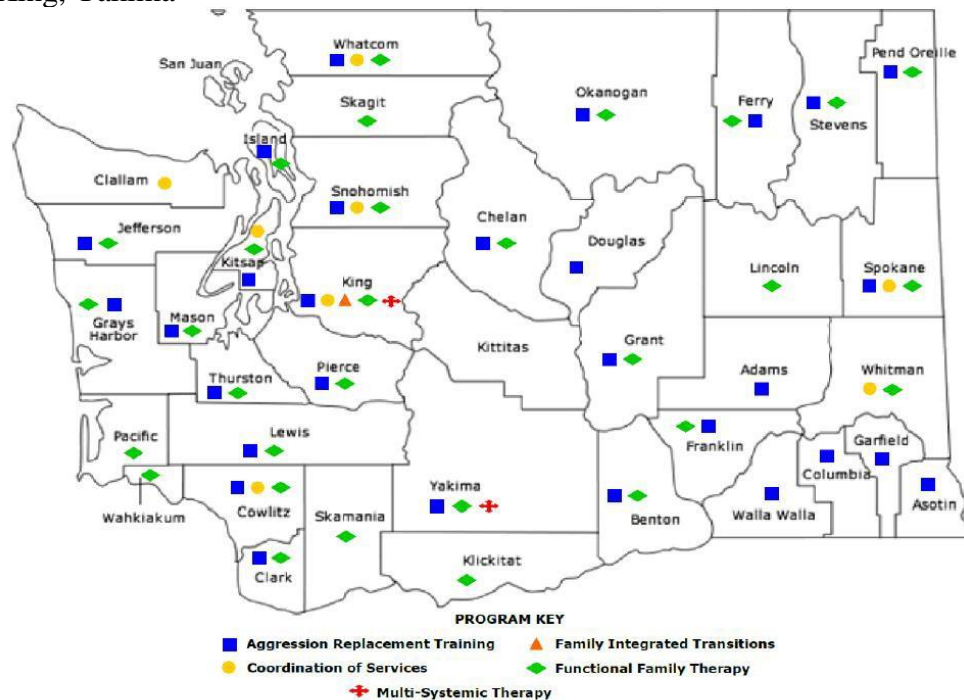 Whatcom
Pend Oreille
San Juan
Skagit
Okanogan
Ferry
Stevens
Island
Clallam
Snohomish
Chelan
Douglas
Jefferson
Kitsap
King
Lincoln
Spokane
Grays
Harbor
Mason
Kittitas
Grant
Thurston
Pierce
Adams
Whitman
Pacific
Lewis
Franklin
Garfield
Columbia
Wahkiakum
Cowlitz
Skamania
Yakima
Benton
Walla Walla
Asotin
Clark
Klickitat
PROGRAM KEY
Aggression Replacement Training
Family Integrated Transitions
Coordination of Services
Functional Family Therapy
Multi-Systemic Therapy